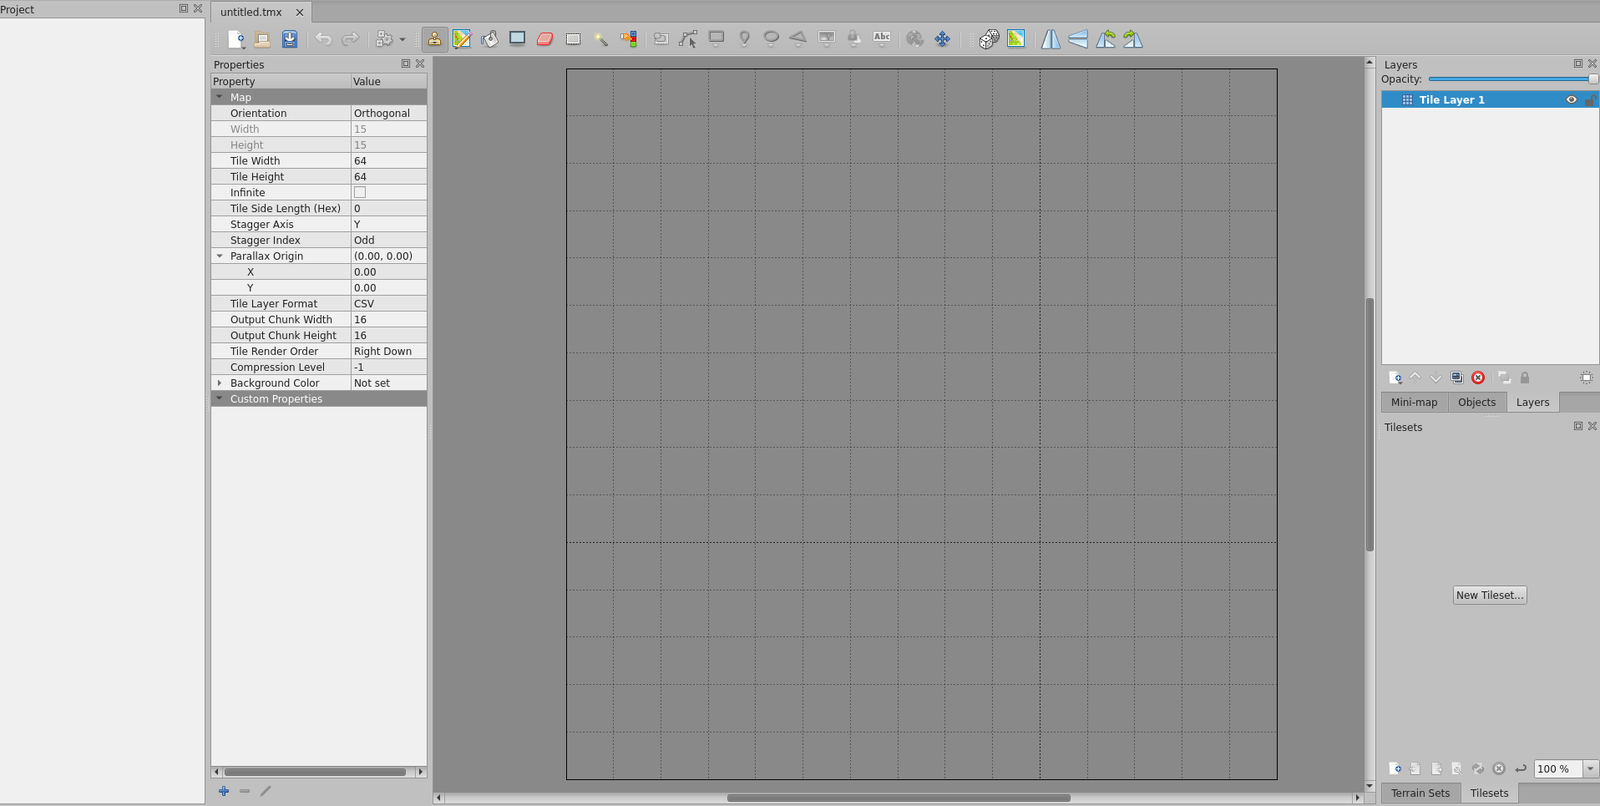 Project
untitled.tmx
Abc
Properties
Property Value
Map
Orientation Orthogonal
Width 15
Height 15
Tile Width 64
Tile Height 64
Infinite
Tile Side Length (Hex) 0
Stagger Axis Y
Stagger Index Odd
Parallax Origin (0.00, 0.00)
X 0.00
Y 0.00
Tile Layer Format CSV
Output Chunk Width 16
Output Chunk Height 16
Tile Render Order Right Down
Compression Level -1
Background Color Not set
Custom Properties
Layers
Opacity:
Tile Layer 1
Mini-map Objects Layers
Tilesets
New Tileset...
100 %
Terrain Sets Tilesets